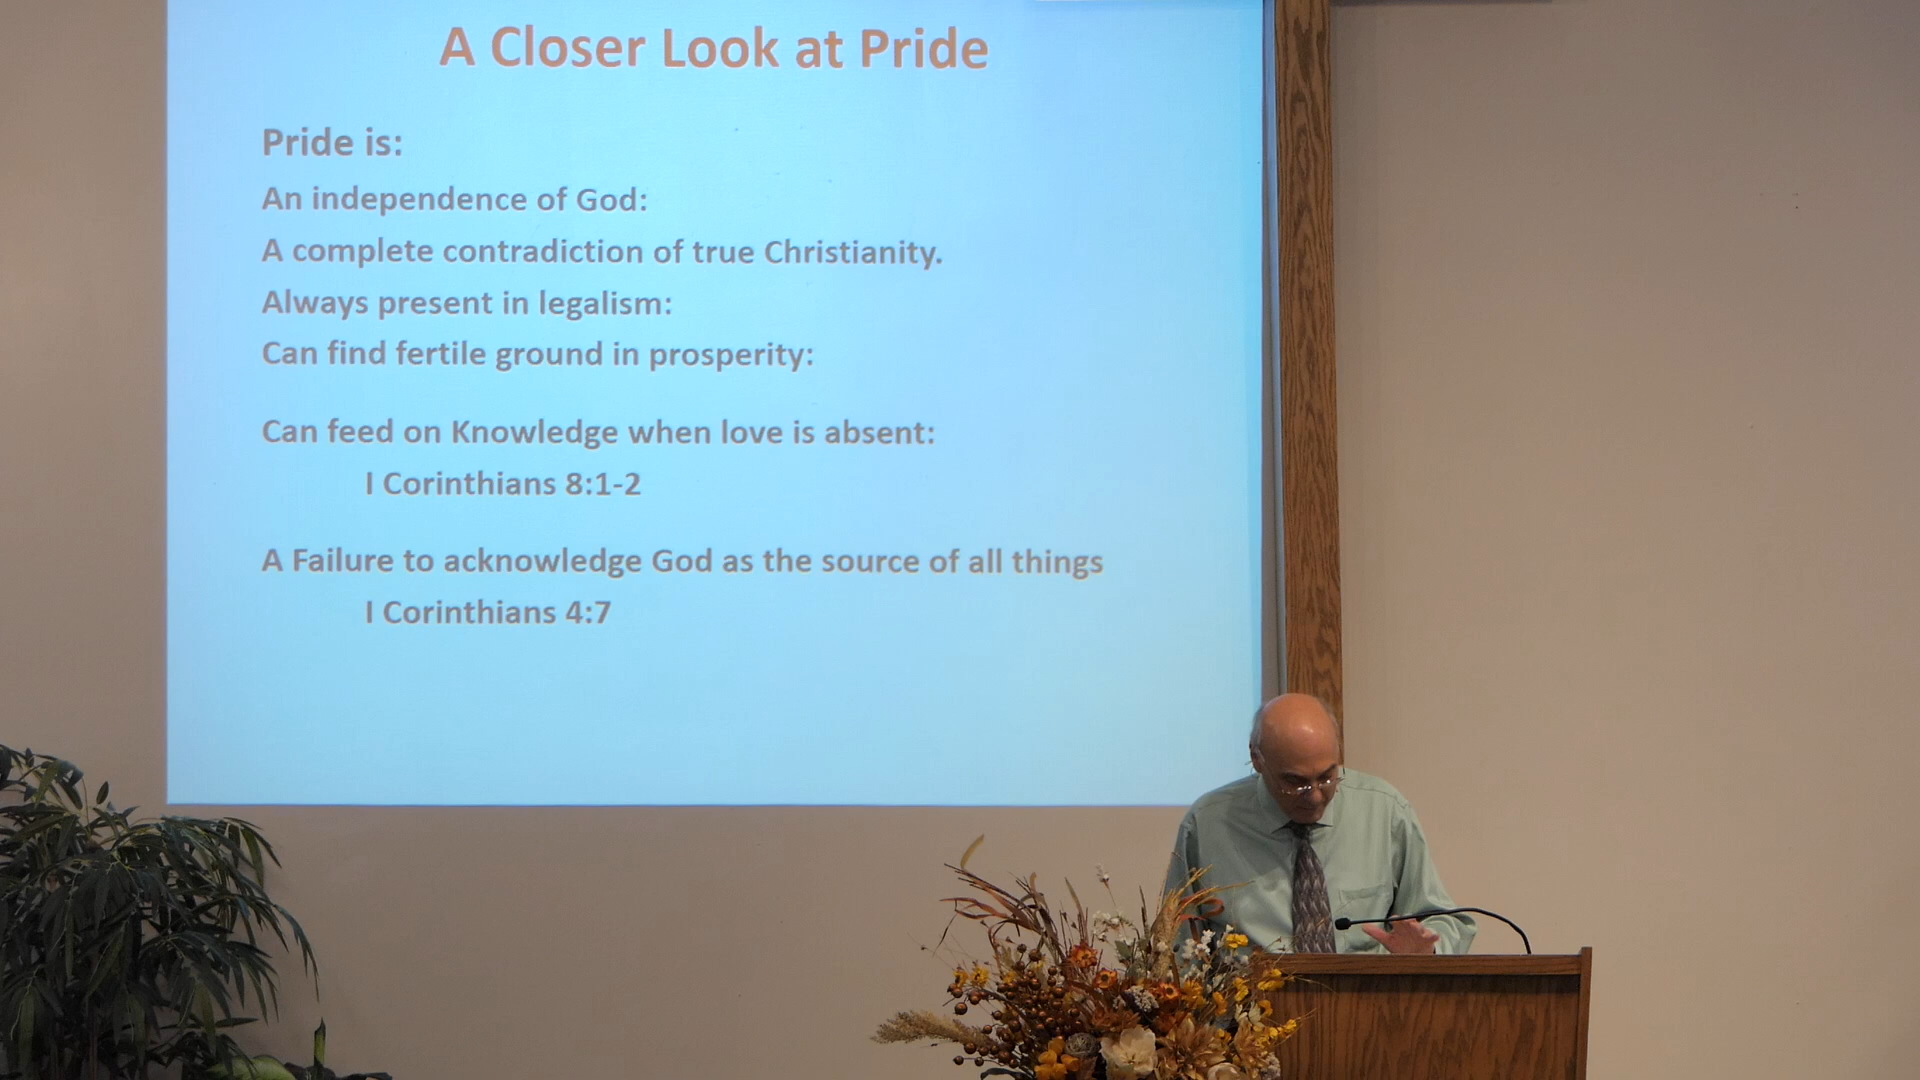 A Closer Look at Pride
Pride is:
An independence of God:
A complete contradiction of true Christianity.
Always present in legalism:
Can find fertile ground in prosperity:
Can feed on Knowledge when love is absent:
I Corinthians 8:1-2
A Failure to acknowledge God as the source of all things
I Corinthians 4:7